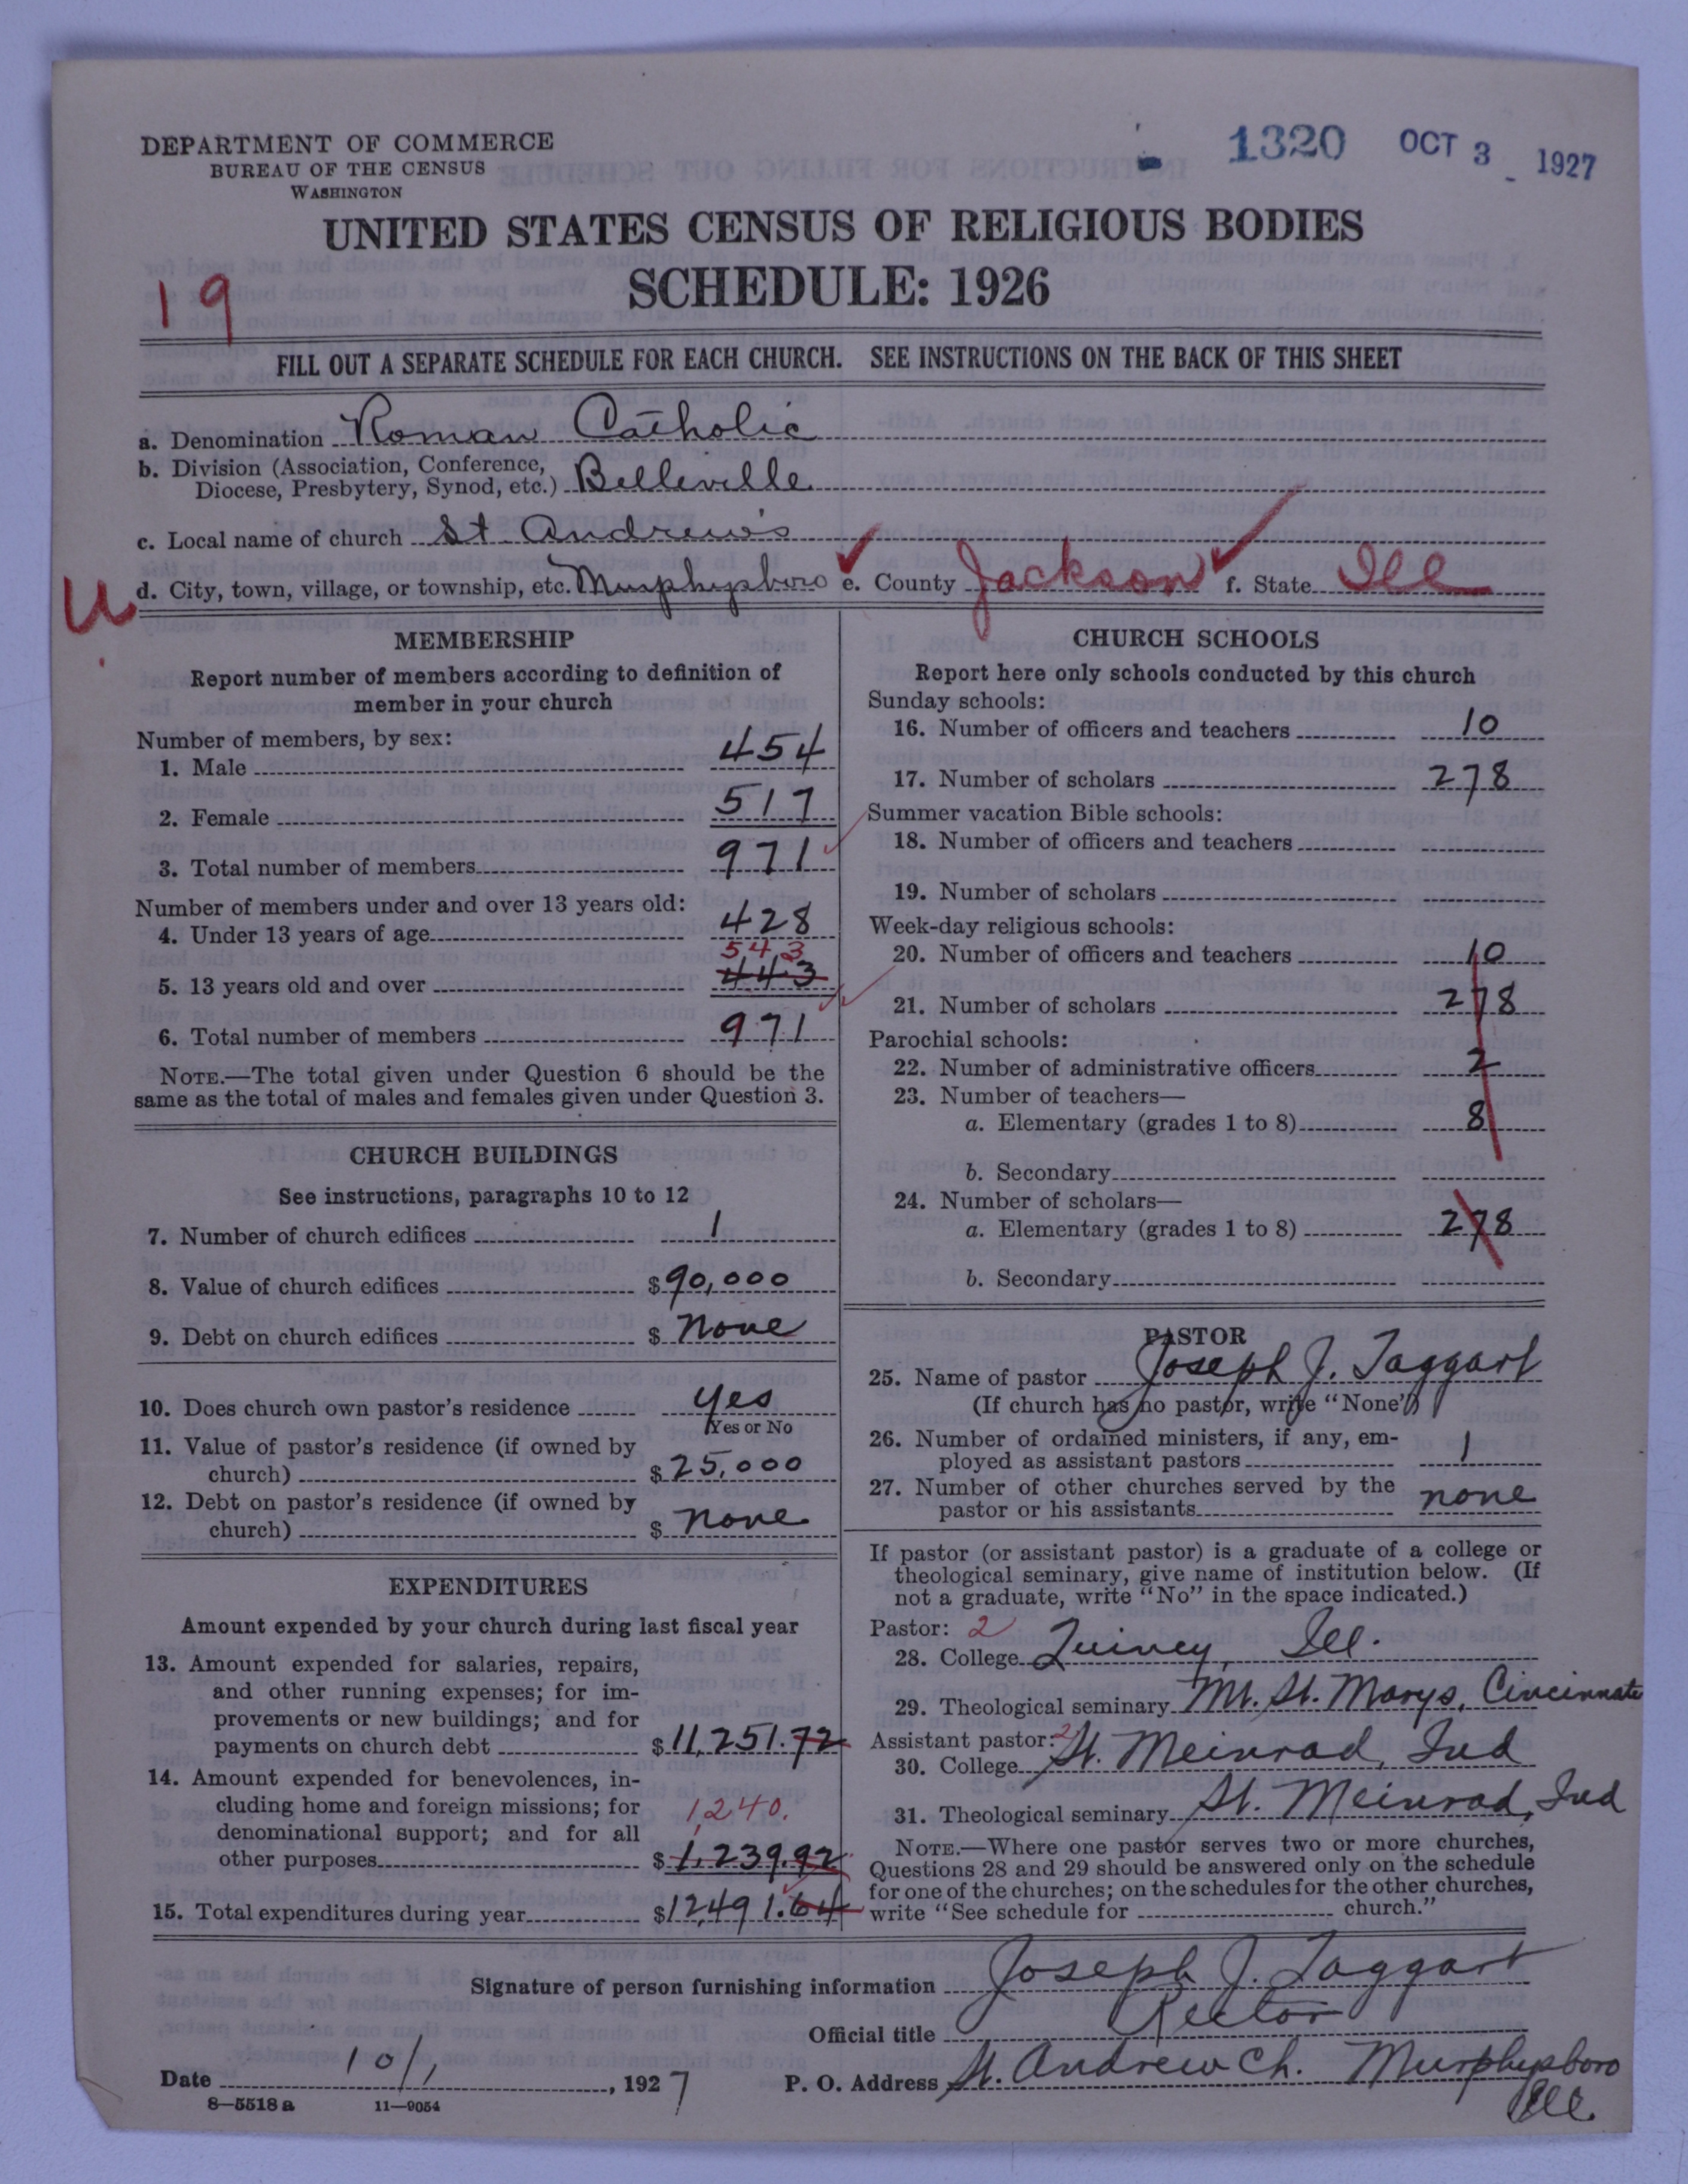 1320 OCT 3 1927
DEPARTMENT OF COMMERCE
BUREAU OF THE CENSUS
WASHINGTON
UNITED STATES CENSUS OF RELIGIOUS BODIES
SCHEDULE: 1926
19
FILL OUT A SEPARATE SCHEDULE FOR EACH CHURCH. SEE INSTRUCTIONS ON THE BACK OF THIS SHEET
a. Denomination Roman Catholic
b. Division (Association, Conference,
Diocese, Presbytery, Synod, etc.) Belleville
c. Local name of church St. Andrew's
U d. City, town, village, or township, etc. Murphysboro e. County Jackson f. State Ill
MEMBERSHIP
Report number of members according to definition of
member in your church
Number of members, by sex:
1. Male 454
2. Female 517
3. Total number of members 971
Number of members under and over 13 years old:
4. Under 13 years of age 428
543
5. 13 years old and over 443
6. Total number of members 971
NOTE.—The total given under Question 6 should be the
same as the total of males and females given under Question 3.
CHURCH BUILDINGS
See instructions, paragraphs 10 to 12
7. Number of church edifices 1
8. Value of church edifices $90,000
9. Debt on church edifices $ None
10. Does church own pastor's residence yes
Yes or No
11. Value of pastor's residence (if owned by
church) $25,000
12. Debt on pastor's residence (if owned by
church) $ None
EXPENDITURES
Amount expended by your church during last fiscal year
13. Amount expended for salaries, repairs,
and other running expenses; for im-
provements or new buildings; and for
payments on church debt $11,251.72
14. Amount expended for benevolences, in-
cluding home and foreign missions; for 1,240.
denominational support; and for all
other purposes $1,239.92
15. Total expenditures during year $12,491.64
CHURCH SCHOOLS
Report here only schools conducted by this church
Sunday schools:
16. Number of officers and teachers 10
17. Number of scholars 278
Summer vacation Bible schools:
18. Number of officers and teachers
19. Number of scholars
Week-day religious schools:
20. Number of officers and teachers 10
21. Number of scholars 278
Parochial schools:
22. Number of administrative officers 2
23. Number of teachers—
a. Elementary (grades 1 to 8) 8
b. Secondary
24. Number of scholars—
a. Elementary (grades 1 to 8) 278
b. Secondary
PASTOR
25. Name of pastor Joseph J. Taggart
(If church has no pastor, write "None")
26. Number of ordained ministers, if any, em-
ployed as assistant pastors 1
27. Number of other churches served by the
pastor or his assistants none
If pastor (or assistant pastor) is a graduate of a college or
theological seminary, give name of institution below. (If
not a graduate, write "No" in the space indicated.)
Pastor: 2
28. College Quincy, Ill.
29. Theological seminary Mt. St. Marys, Cincinnati
Assistant pastor: 2
30. College St. Meinrad, Ind
31. Theological seminary St. Meinrad, Ind
NOTE.—Where one pastor serves two or more churches,
Questions 28 and 29 should be answered only on the schedule
for one of the churches; on the schedules for the other churches,
write "See schedule for church."
Signature of person furnishing information Joseph J. Taggart
Official title Rector
Date 10/1, 1927 P. O. Address St. Andrew Ch. Murphysboro
Ill.
8—5518 a 11—9054